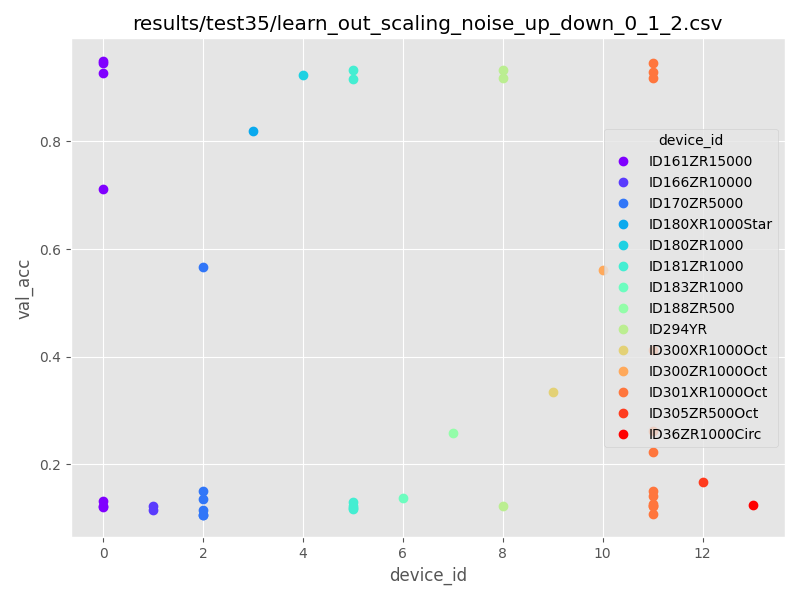 results/test35/learn_out_scaling_noise_up_down_0_1_2.csv
val_acc
0.8
0.6
0.4
0.2
device_id
ID161ZR15000
ID166ZR10000
ID170ZR5000
ID180XR1000Star
ID180ZR1000
ID181ZR1000
ID183ZR1000
ID188ZR500
ID294YR
ID300XR1000Oct
ID300ZR1000Oct
ID301XR1000Oct
ID305ZR500Oct
ID36ZR1000Circ
0 2 4 6 8 10 12
device_id